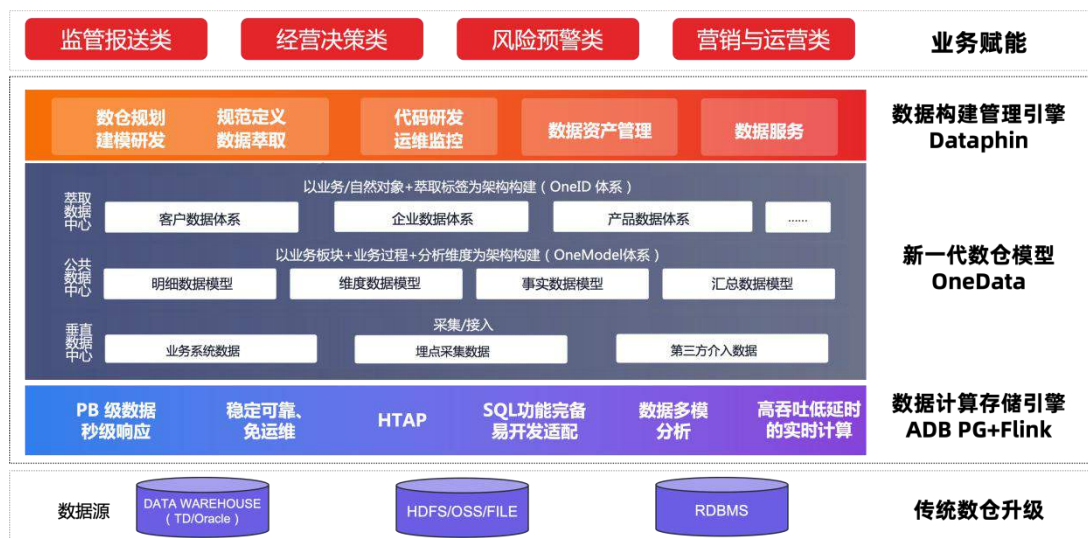 监管报送类
经营决策类
风险预警类
营销与运营类
业务赋能
数仓规划
建模研发
规范定义
数据萃取
代码研发
运维监控
数据资产管理
数据服务
数据构建管理引擎
Dataphin
以业务/自然对象+萃取标签为架构构建（OneID 体系）
萃取
数据
中心
客户数据体系
企业数据体系
产品数据体系
......
以业务板块+业务过程+分析维度为架构构建（OneModel体系）
公共
数据
中心
明细数据模型
维度数据模型
事实数据模型
汇总数据模型
新一代数仓模型
OneData
采集/接入
垂直
数据
中心
业务系统数据
埋点采集数据
第三方介入数据
PB 级数据
秒级响应
稳定可靠、
免运维
HTAP
SQL功能完备
易开发适配
数据多模
分析
高吞吐低延时
的实时计算
数据计算存储引擎
ADB PG+Flink
数据源
DATA WAREHOUSE
（TD/Oracle）
HDFS/OSS/FILE
RDBMS
传统数仓升级